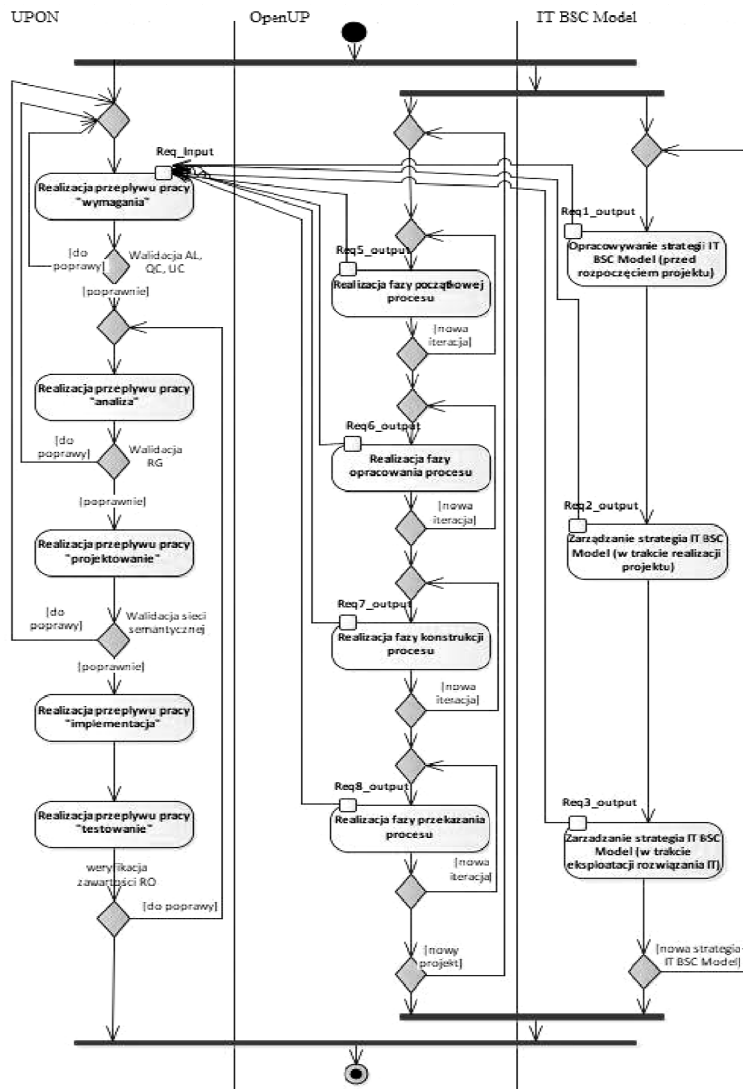 UPON
OpenUP
IT BSC Model
Req_Input
Realizacja przepływu pracy
"wymagania"
[do
poprawy]
Walidacja AL,
QC, UC
[poprawnie]
Realizacja przepływu pracy
"analiza"
[do
poprawy]
Walidacja
RG
[poprawnie]
Realizacja przepływu pracy
"projektowanie"
[do
poprawy]
Walidacja sieci
semantycznej
[poprawnie]
Realizacja przepływu pracy
"implementacja"
Realizacja przepływu pracy
"testowanie"
weryfikacja
zawartości RO
[do poprawy]
Req5_output
Realizacja fazy początkowej
procesu
[nowa
iteracja]
Req6_output
Realizacja fazy
opracowania procesu
[nowa
iteracja]
Req7_output
Realizacja fazy konstrukcji
procesu
[nowa
iteracja]
Req8_output
Realizacja fazy przekazania
procesu
[nowa
iteracja]
[nowy
projekt]
Req1_output
Opracowywanie strategii IT
BSC Model (przed
rozpoczęciem projektu)
Req2_output
Zarządzanie strategia IT BSC
Model (w trakcie realizacji
projektu)
Req3_output
Zarzadzanie strategia IT BSC
Model (w trakcie
eksploatacji rozwiązania IT)
[nowa strategia
IT BSC Model]